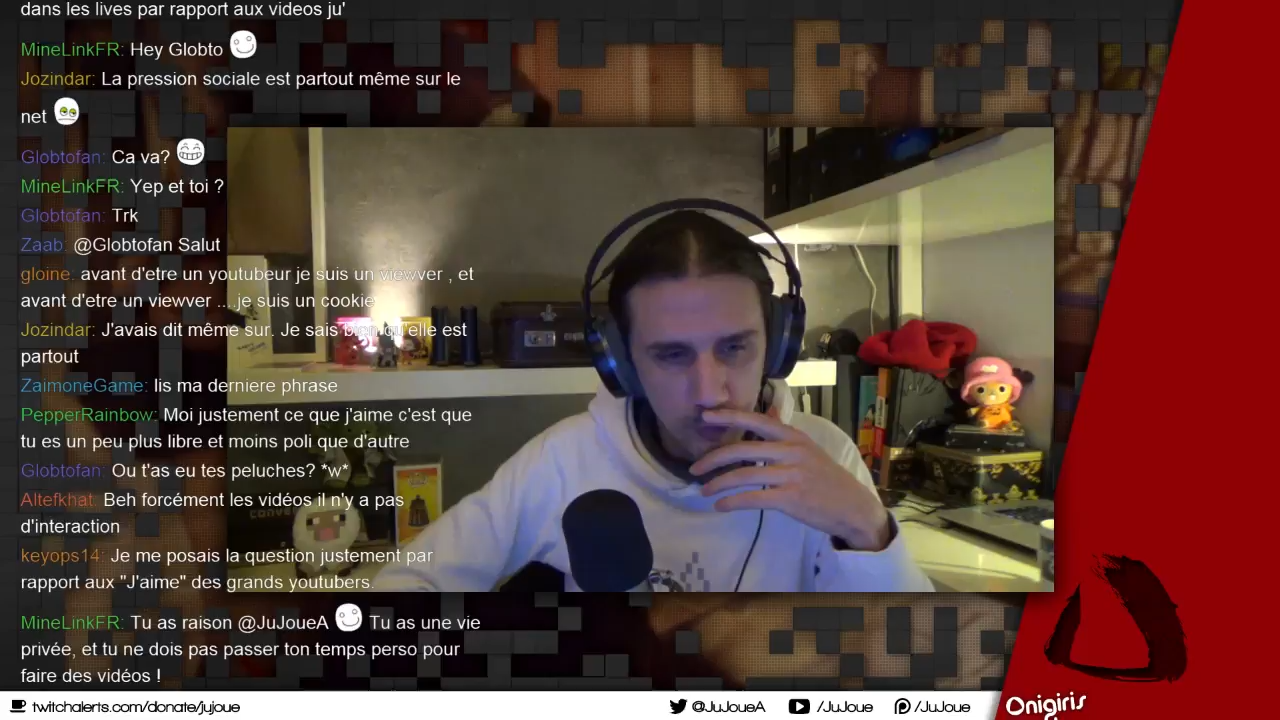 dans les lives par rapport aux videos ju'
MineLinkFR: Hey Globto
Jozindar: La pression sociale est partout même sur le
net
Globtofan: Ca va?
MineLinkFR: Yep et toi ?
Globtofan: Trk
Zaab: @Globtofan Salut
gloine: avant d'etre un youtubeur je suis un viewver , et
avant d'etre un viewver ....je suis un cookie
Jozindar: J'avais dit même sur. Je sais bien qu'elle est
partout
ZaimoneGame: lis ma derniere phrase
PepperRainbow: Moi justement ce que j'aime c'est que
tu es un peu plus libre et moins poli que d'autre
Globtofan: Ou t'as eu tes peluches? *w*
Altefkhat: Beh forcément les vidéos il n'y a pas
d'interaction
keyops14: Je me posais la question justement par
rapport aux "J'aime" des grands youtubers.
MineLinkFR: Tu as raison @JuJoueA Tu as une vie
privée, et tu ne dois pas passer ton temps perso pour
faire des vidéos !
twitchalerts.com/donate/jujoue @JuJoueA /JuJoue /JuJoue Onigiris